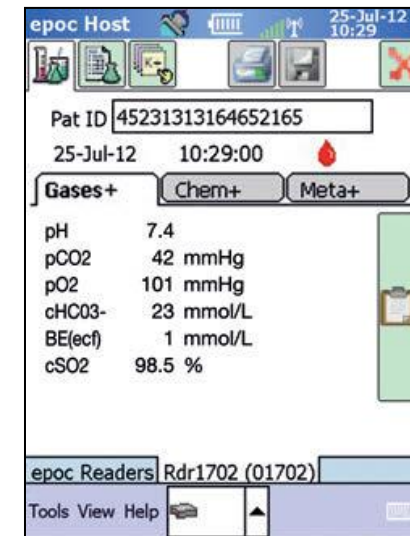 epoc Host 25-Jul-12
10:29
Pat ID 45231313164652165
25-Jul-12 10:29:00
Gases+ Chem+ Meta+
pH 7.4
pCO2 42 mmHg
pO2 101 mmHg
cHC03- 23 mmol/L
BE(ecf) 1 mmol/L
cSO2 98.5 %
epoc Readers Rdr1702 (01702)
Tools View Help